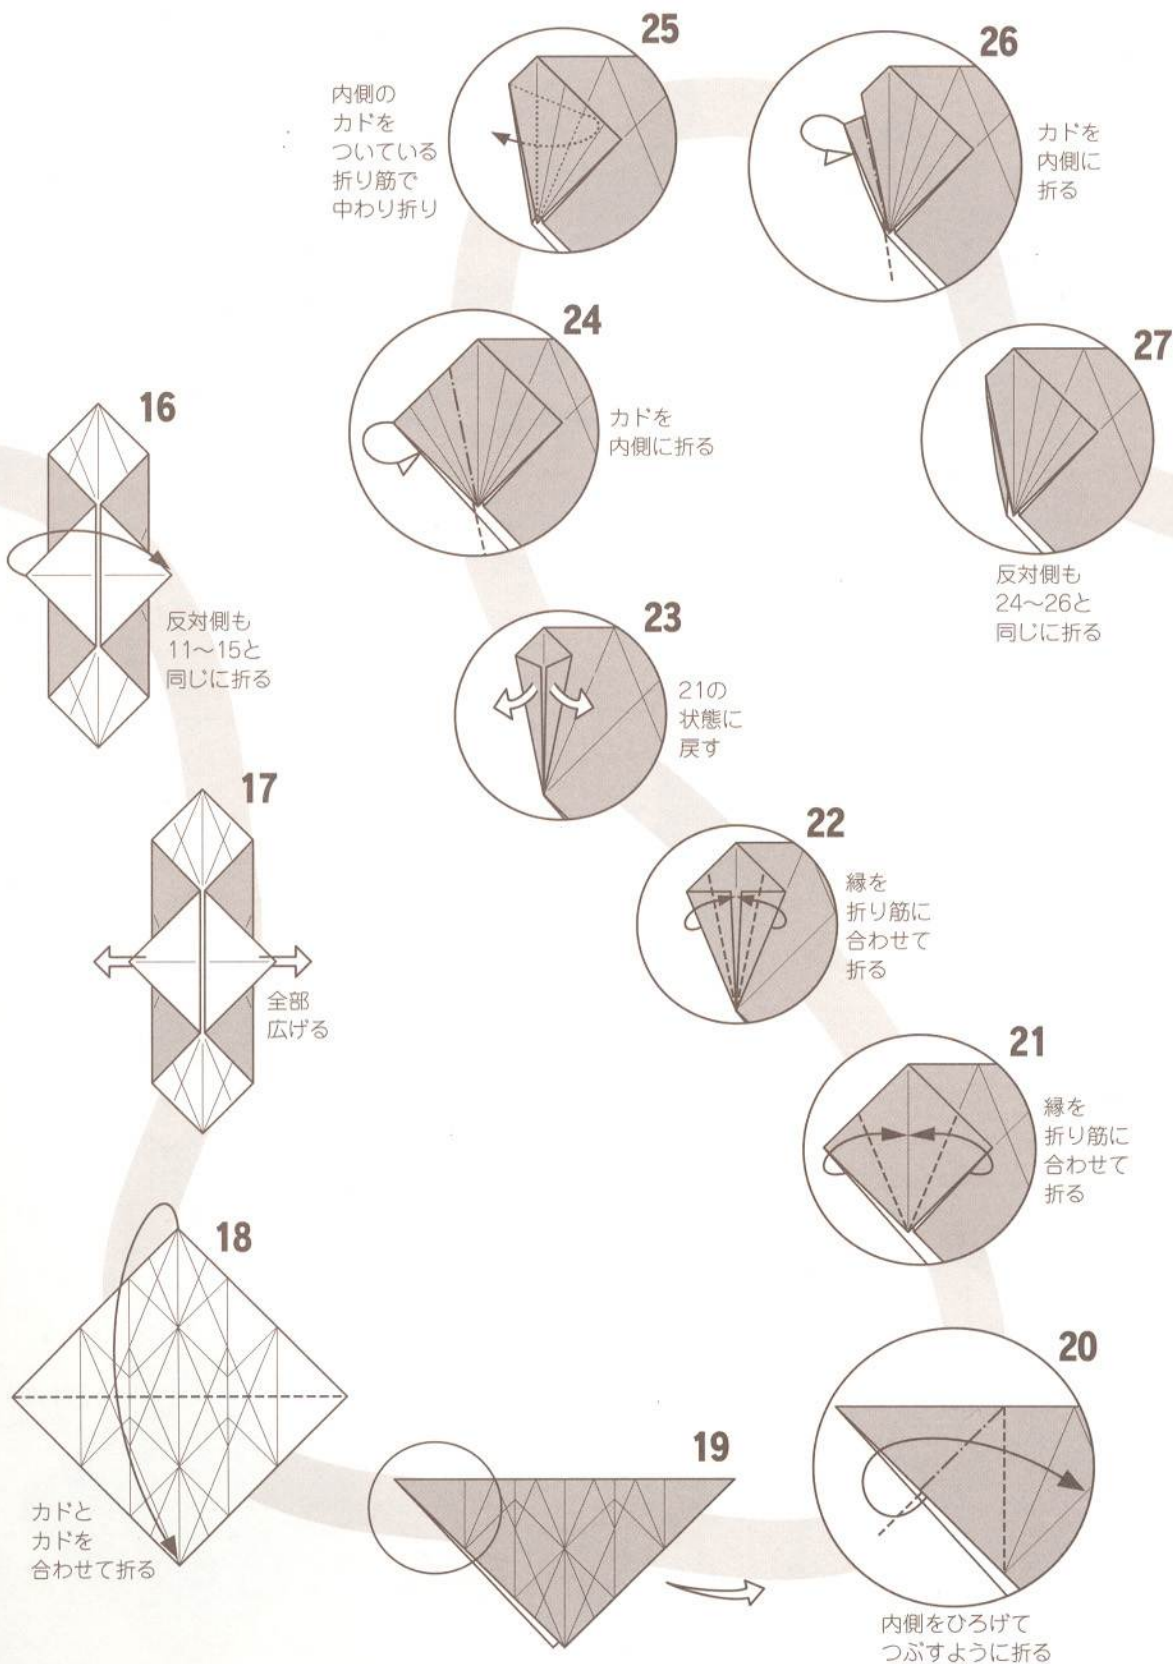 16
反対側も
11～15と
同じに折る
17
全部
広げる
18
カドと
カドを
合わせて折る
19
20
内側をひろげて
つぶすように折る
21
縁を
折り筋に
合わせて
折る
22
縁を
折り筋に
合わせて
折る
23
21の
状態に
戻す
24
カドを
内側に折る
25
内側の
カドを
ついている
折り筋で
中わり折り
26
カドを
内側に
折る
27
反対側も
24～26と
同じに折る